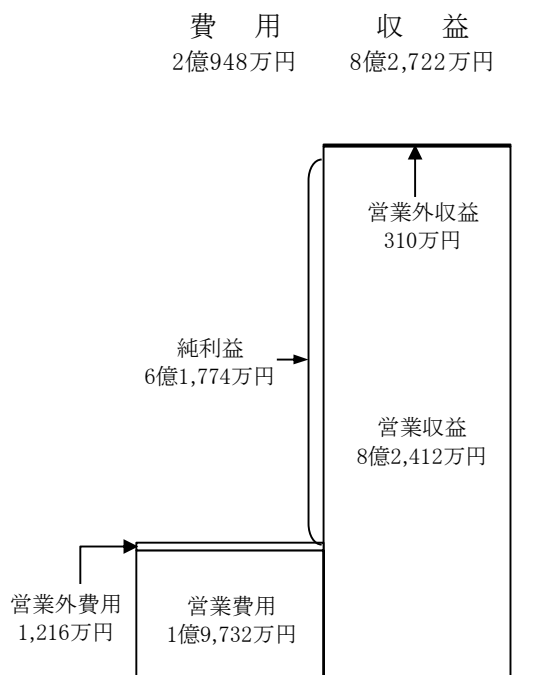 費用 収益
2億948万円 8億2,722万円
営業外収益
310万円
純利益
6億1,774万円
営業収益
8億2,412万円
営業外費用
1,216万円
営業費用
1億9,732万円